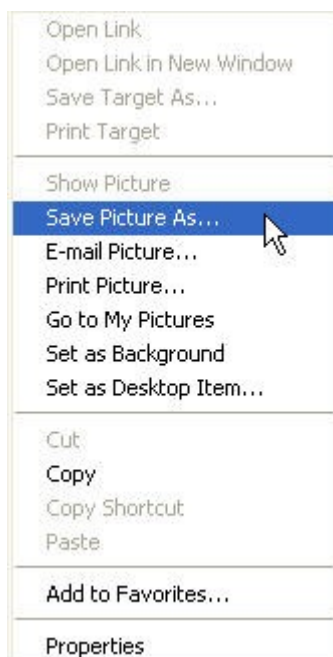 Open Link
Open Link in New Window
Save Target As...
Print Target
Show Picture
Save Picture As...
E-mail Picture...
Print Picture...
Go to My Pictures
Set as Background
Set as Desktop Item...
Cut
Copy
Copy Shortcut
Paste
Add to Favorites...
Properties